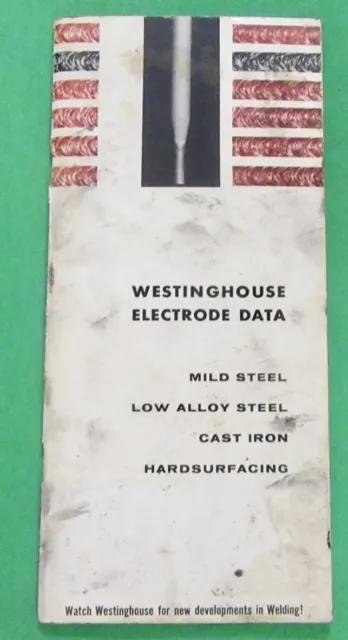 WESTINGHOUSE
ELECTRODE DATA
MILD STEEL
LOW ALLOY STEEL
CAST IRON
HARDSURFACING
Watch Westinghouse for new developments in Welding!